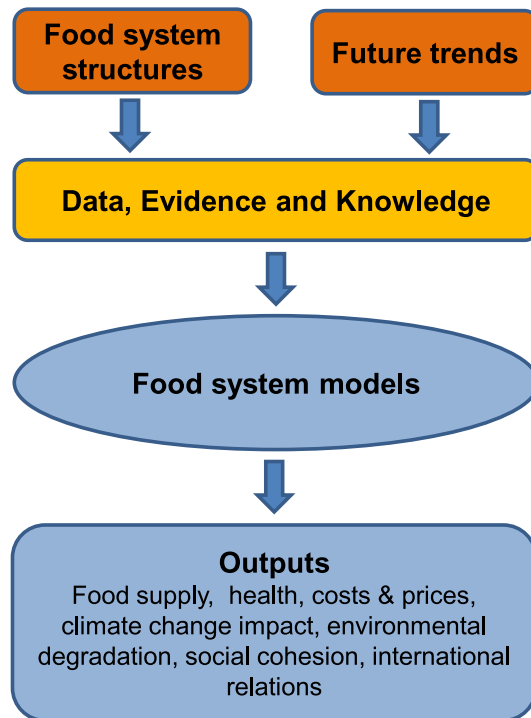 Food system
structures
Future trends
Data, Evidence and Knowledge
Food system models
Outputs
Food supply, health, costs & prices,
climate change impact, environmental
degradation, social cohesion, international
relations